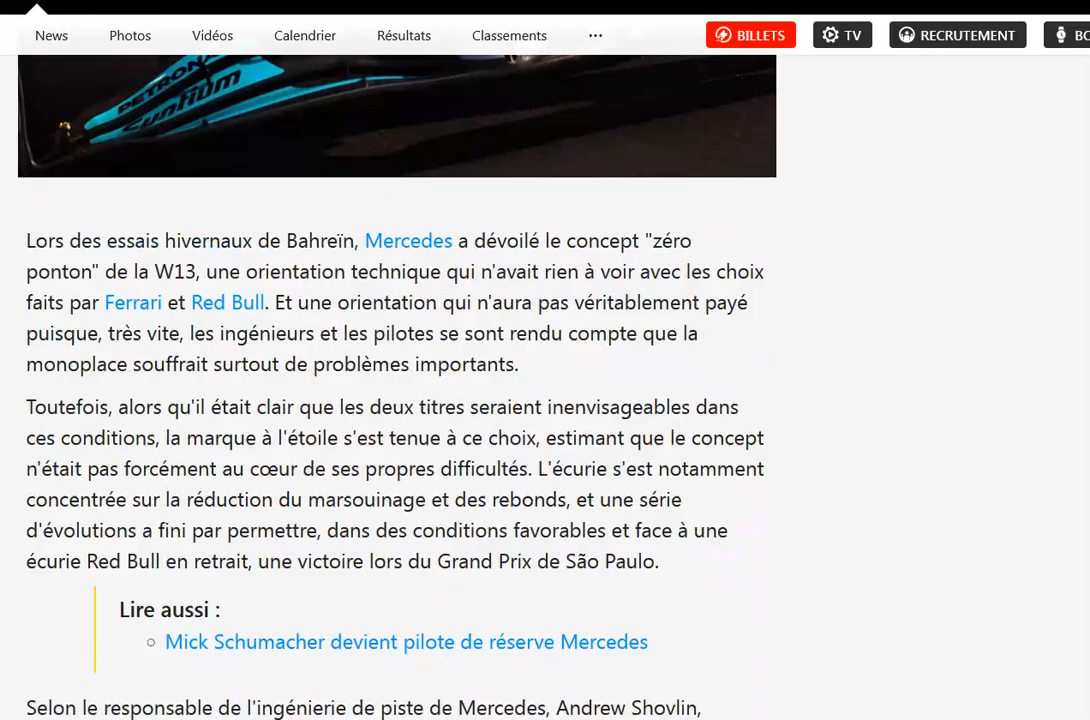 News Photos Vidéos Calendrier Résultats Classements ... BILLETS TV RECRUTEMENT BO
PETRONAS
Syntium
Lors des essais hivernaux de Bahreïn, Mercedes a dévoilé le concept "zéro
ponton" de la W13, une orientation technique qui n'avait rien à voir avec les choix
faits par Ferrari et Red Bull. Et une orientation qui n'aura pas véritablement payé
puisque, très vite, les ingénieurs et les pilotes se sont rendu compte que la
monoplace souffrait surtout de problèmes importants.
Toutefois, alors qu'il était clair que les deux titres seraient inenvisageables dans
ces conditions, la marque à l'étoile s'est tenue à ce choix, estimant que le concept
n'était pas forcément au cœur de ses propres difficultés. L'écurie s'est notamment
concentrée sur la réduction du marsouinage et des rebonds, et une série
d'évolutions a fini par permettre, dans des conditions favorables et face à une
écurie Red Bull en retrait, une victoire lors du Grand Prix de São Paulo.
Lire aussi :
Mick Schumacher devient pilote de réserve Mercedes
Selon le responsable de l'ingénierie de piste de Mercedes, Andrew Shovlin,